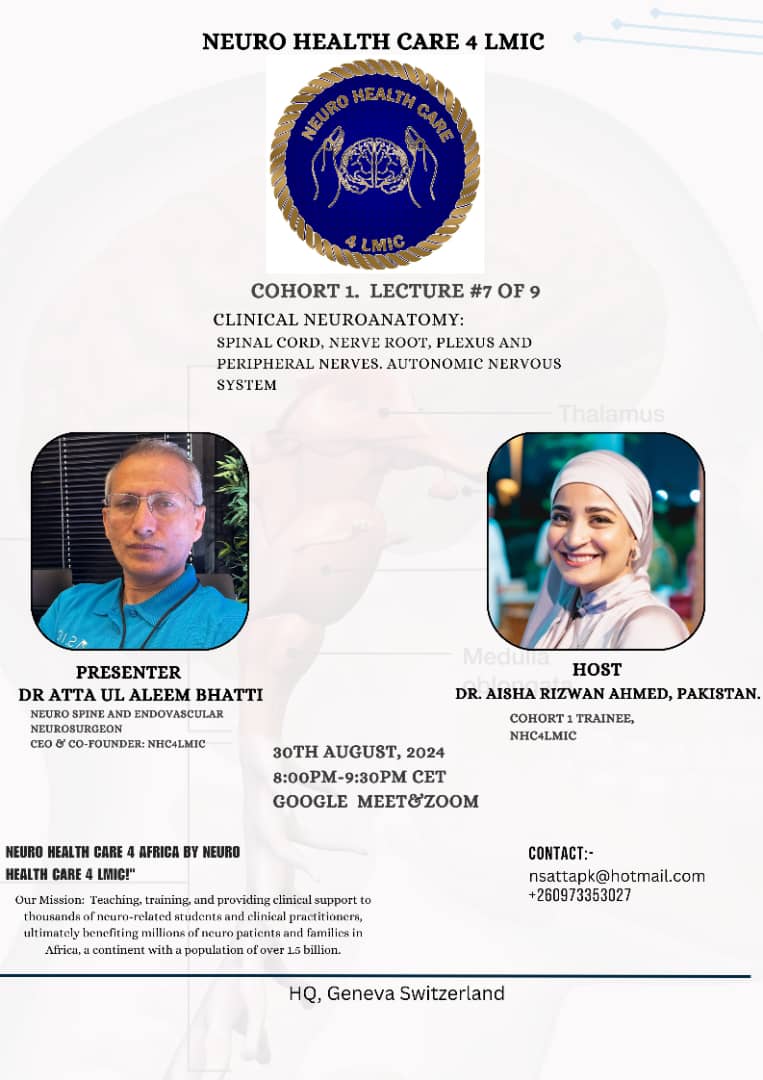 NEURO HEALTH CARE 4 LMIC
NEURO HEALTH CARE
4 LMIC
COHORT 1. LECTURE #7 OF 9
CLINICAL NEUROANATOMY:
SPINAL CORD, NERVE ROOT, PLEXUS AND
PERIPHERAL NERVES. AUTONOMIC NERVOUS
SYSTEM
Thalamus
Medulla
oblongata
PRESENTER
DR ATTA UL ALEEM BHATTI
NEURO SPINE AND ENDOVASCULAR
NEUROSURGEON
CEO & CO-FOUNDER: NHC4LMIC
HOST
DR. AISHA RIZWAN AHMED, PAKISTAN.
COHORT 1 TRAINEE,
NHC4LMIC
30TH AUGUST, 2024
8:00PM-9:30PM CET
GOOGLE MEET&ZOOM
NEURO HEALTH CARE 4 AFRICA BY NEURO
HEALTH CARE 4 LMIC!"
Our Mission: Teaching, training, and providing clinical support to
thousands of neuro-related students and clinical practitioners,
ultimately benefiting millions of neuro patients and families in
Africa, a continent with a population of over 1.5 billion.
CONTACT:-
nsattapk@hotmail.com
+260973353027
HQ, Geneva Switzerland